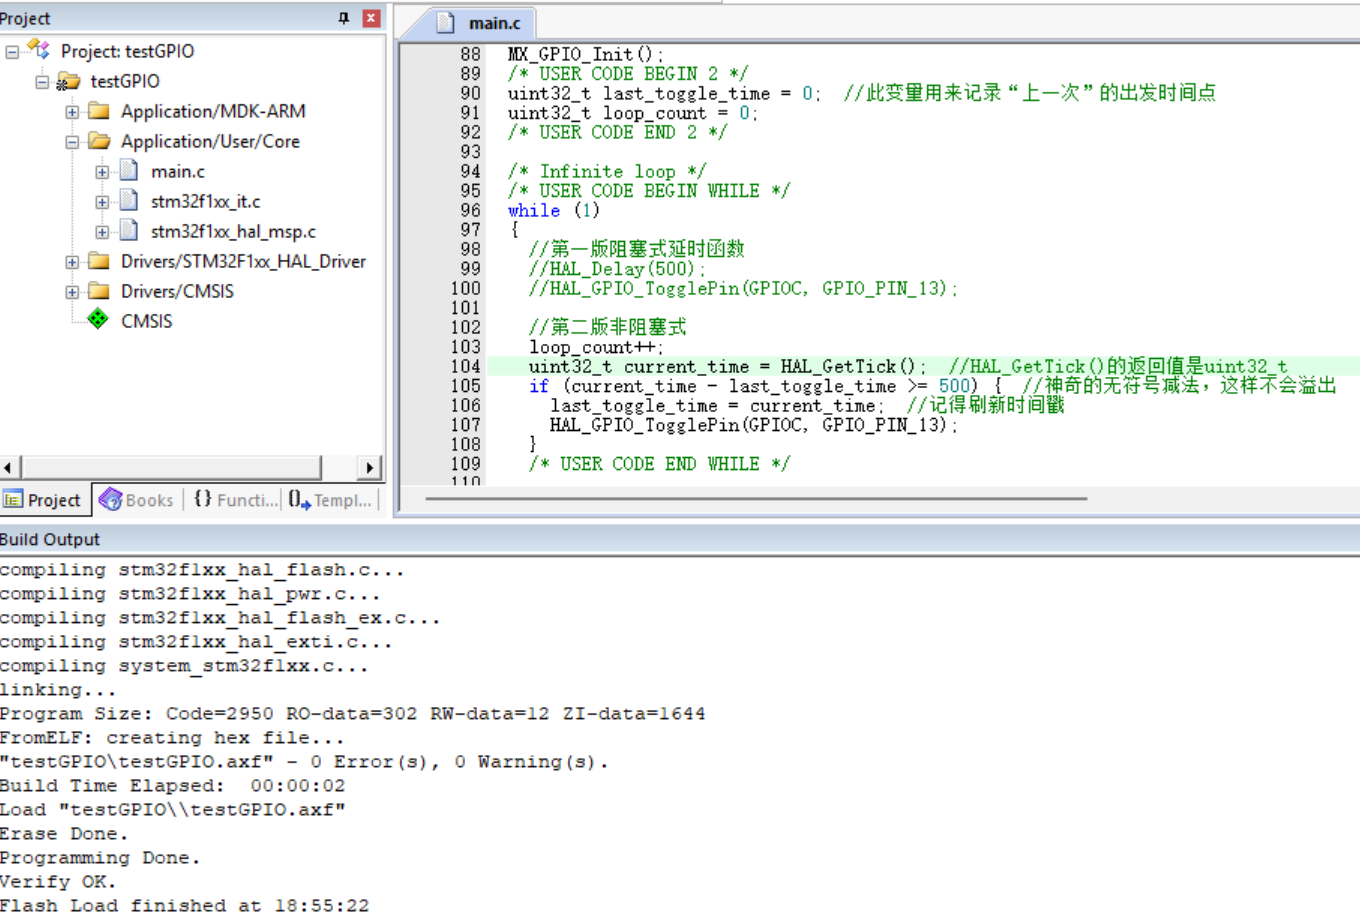 Project
Project: testGPIO
testGPIO
Application/MDK-ARM
Application/User/Core
main.c
stm32f1xx_it.c
stm32f1xx_hal_msp.c
Drivers/STM32F1xx_HAL_Driver
Drivers/CMSIS
CMSIS
Project
Books
{} Functi...
Templ...
main.c
88 MX_GPIO_Init();
89 /* USER CODE BEGIN 2 */
90 uint32_t last_toggle_time = 0; //此变量用来记录“上一次”的出发时间点
91 uint32_t loop_count = 0;
92 /* USER CODE END 2 */
93
94 /* Infinite loop */
95 /* USER CODE BEGIN WHILE */
96 while (1)
97 {
98 //第一版阻塞式延时函数
99 //HAL_Delay(500);
100 //HAL_GPIO_TogglePin(GPIOC, GPIO_PIN_13);
101
102 //第二版非阻塞式
103 loop_count++;
104 uint32_t current_time = HAL_GetTick(); //HAL_GetTick()的返回值是uint32_t
105 if (current_time - last_toggle_time >= 500) { //神奇的无符号减法，这样不会溢出
106 last_toggle_time = current_time; //记得刷新时间戳
107 HAL_GPIO_TogglePin(GPIOC, GPIO_PIN_13);
108 }
109 /* USER CODE END WHILE */
110
Build Output
compiling stm32f1xx_hal_flash.c...
compiling stm32f1xx_hal_pwr.c...
compiling stm32f1xx_hal_flash_ex.c...
compiling stm32f1xx_hal_exti.c...
compiling system_stm32f1xx.c...
linking...
Program Size: Code=2950 RO-data=302 RW-data=12 ZI-data=1644
FromELF: creating hex file...
"testGPIO\testGPIO.axf" - 0 Error(s), 0 Warning(s).
Build Time Elapsed:  00:00:02
Load "testGPIO\\testGPIO.axf"
Erase Done.
Programming Done.
Verify OK.
Flash Load finished at 18:55:22